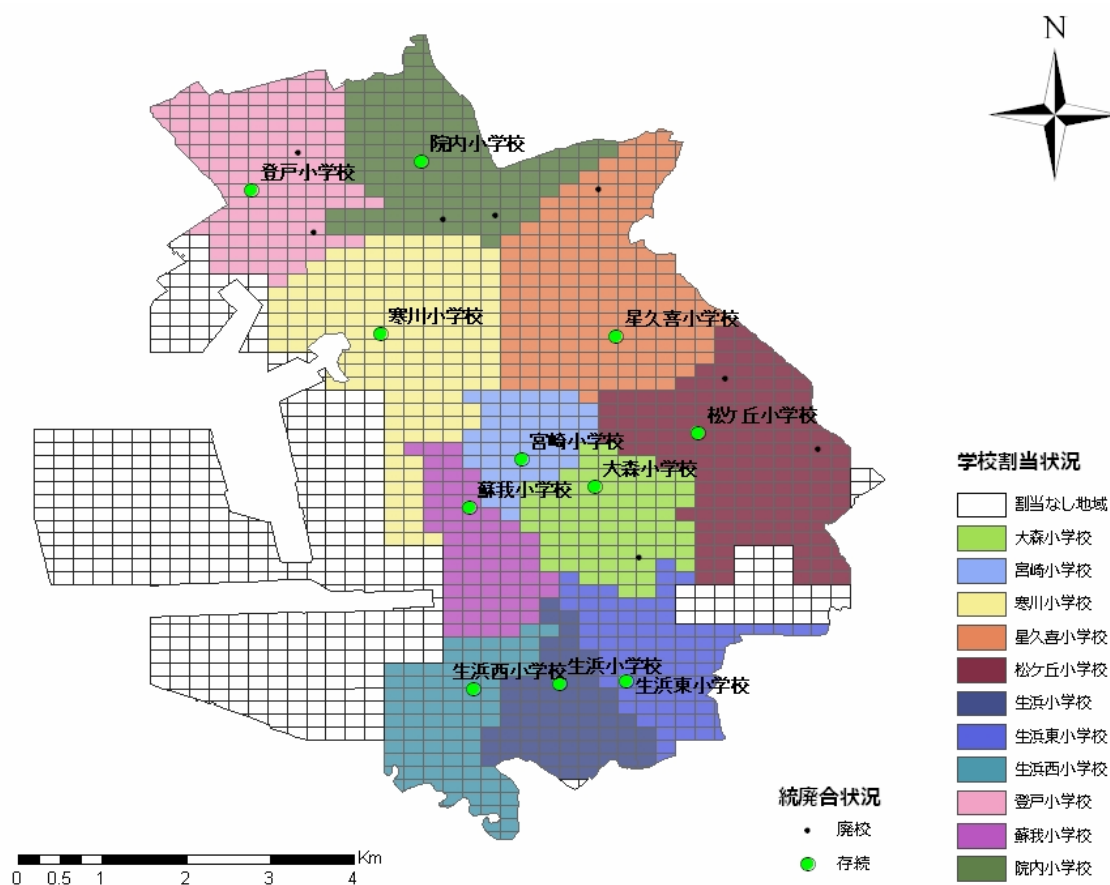 N
院内小学校
登戸小学校
寒川小学校
星久喜小学校
松ケ丘小学校
宮崎小学校
大森小学校
蘇我小学校
生浜小学校
生浜西小学校
生浜東小学校
学校割当状況
割当なし地域
大森小学校
宮崎小学校
寒川小学校
星久喜小学校
松ケ丘小学校
生浜小学校
生浜東小学校
生浜西小学校
登戸小学校
蘇我小学校
院内小学校
統廃合状況
廃校
存続
Km
0 0.5 1 2 3 4